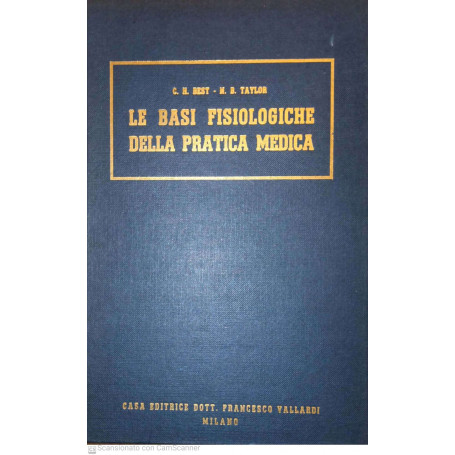 C. H. BEST - N. B. TAYLOR
LE BASI FISIOLOGICHE
DELLA PRATICA MEDICA
CASA EDITRICE DOTT. FRANCESCO VALLARDI
MILANO
Scansionato con CamScanner